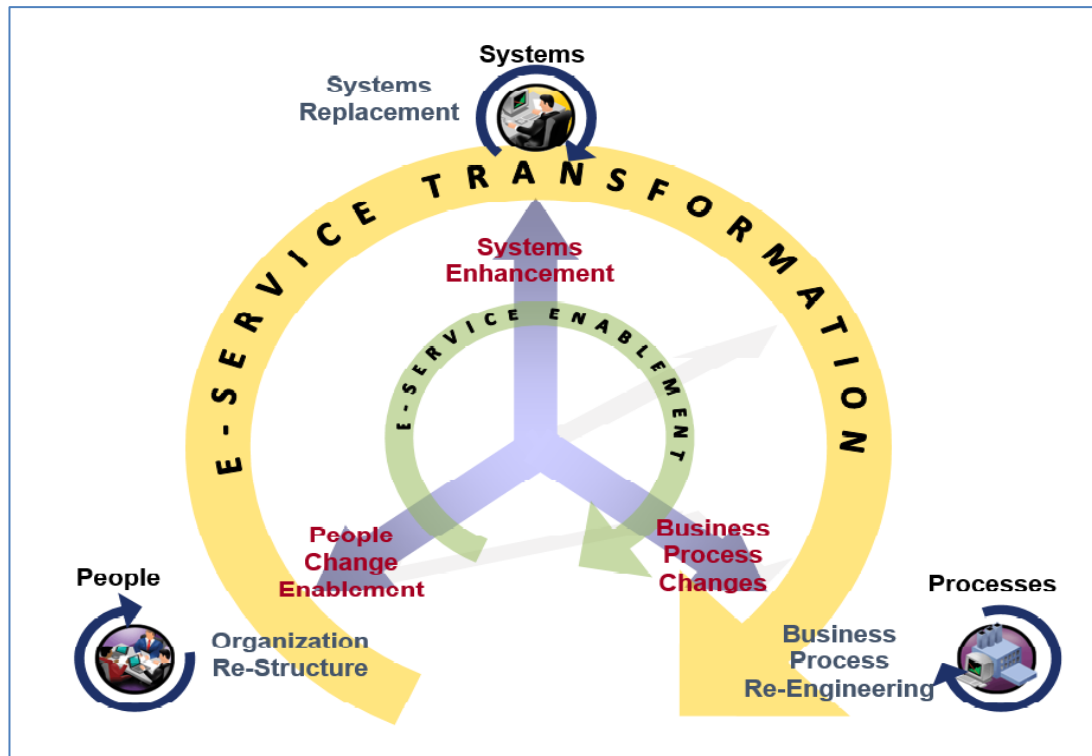 Systems
Systems
Replacement
E-SERVICE TRANSFORMATION
Systems
Enhancement
E-SERVICE ENABLEMENT
People
Change
Enablement
Business
Process
Changes
People
Organization
Re-Structure
Processes
Business
Process
Re-Engineering